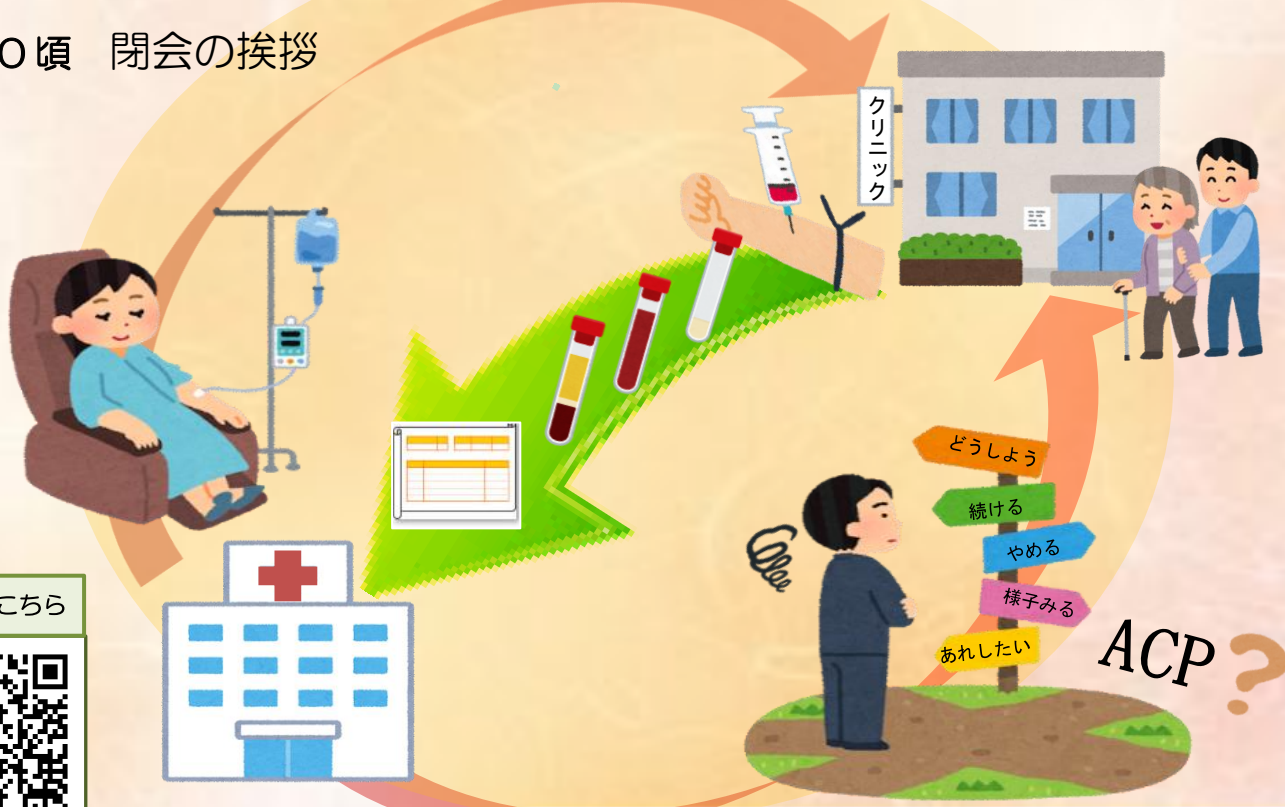 0頃 閉会の挨拶
クリニック
どうしよう
続ける
やめる
様子みる
あれしたい
ACP?
こちら